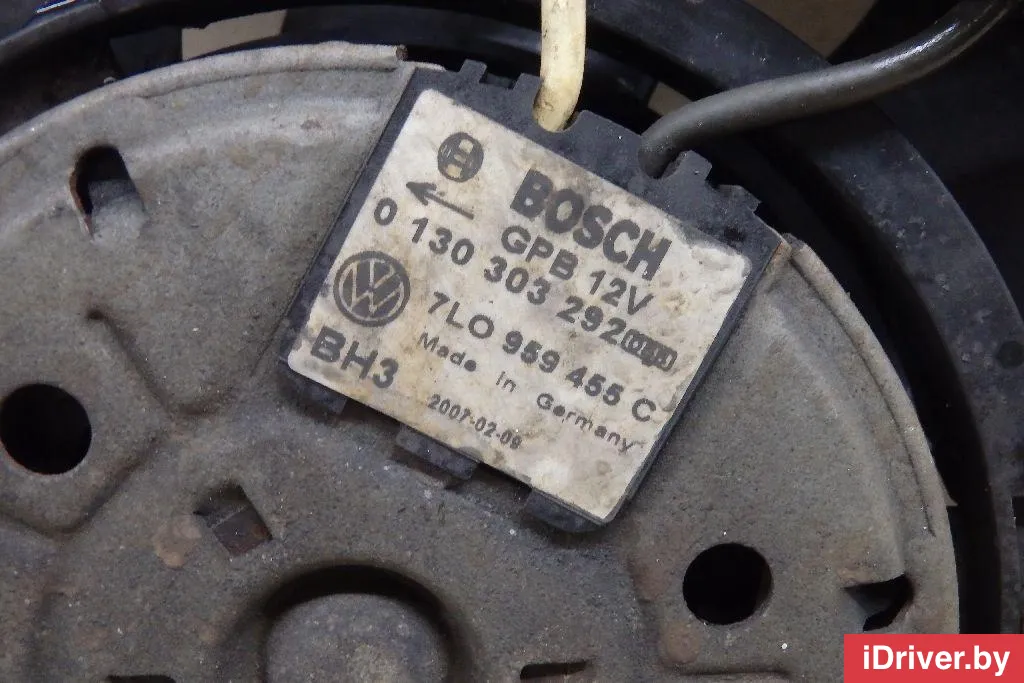 BOSCH
GPB 12V
0 130 303 292
7L0 959 455 C
BH3
Made in Germany
2007-02-09
iDriver.by